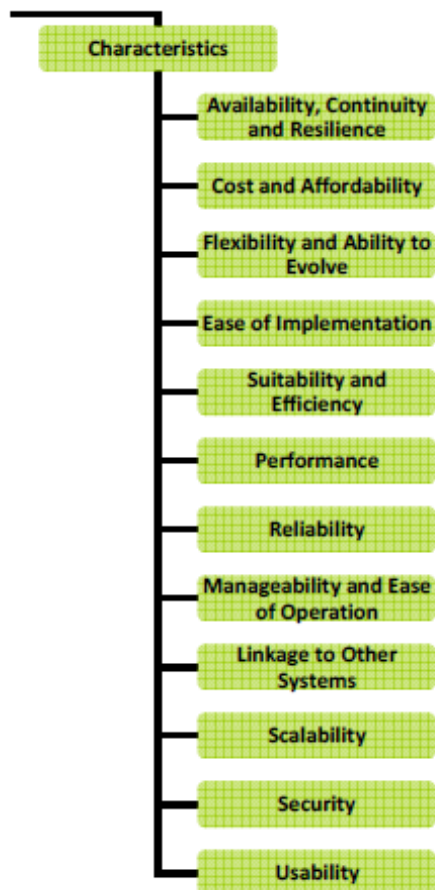 Characteristics
Availability, Continuity
and Resilience
Cost and Affordability
Flexibility and Ability to
Evolve
Ease of Implementation
Suitability and
Efficiency
Performance
Reliability
Manageability and Ease
of Operation
Linkage to Other
Systems
Scalability
Security
Usability